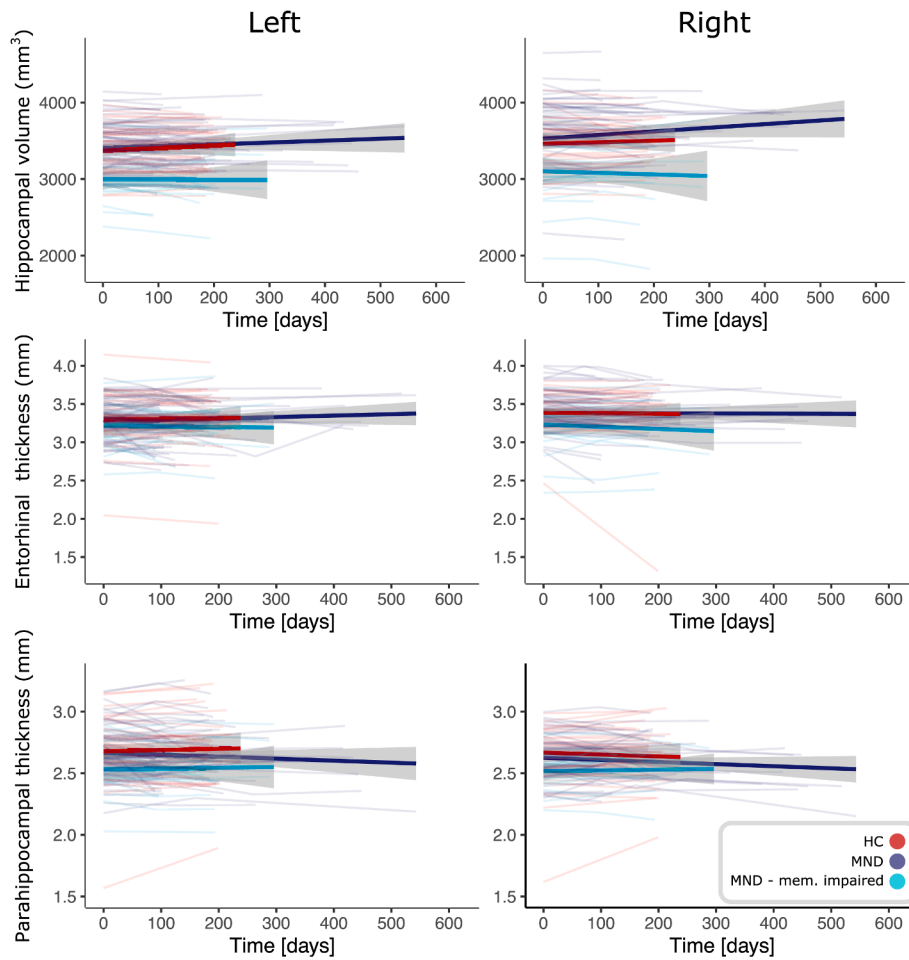 Left
Right
Hippocampal volume (mm³)
4000
3000
2000
0 100 200 300 400 500 600
Time [days]
4000
3000
2000
0 100 200 300 400 500 600
Time [days]
Entorhinal thickness (mm)
4.0
3.5
3.0
2.5
2.0
1.5
0 100 200 300 400 500 600
Time [days]
4.0
3.5
3.0
2.5
2.0
1.5
0 100 200 300 400 500 600
Time [days]
Parahippocampal thickness (mm)
3.0
2.5
2.0
1.5
0 100 200 300 400 500 600
Time [days]
3.0
2.5
2.0
1.5
0 100 200 300 400 500 600
Time [days]
HC
MND
MND - mem. impaired